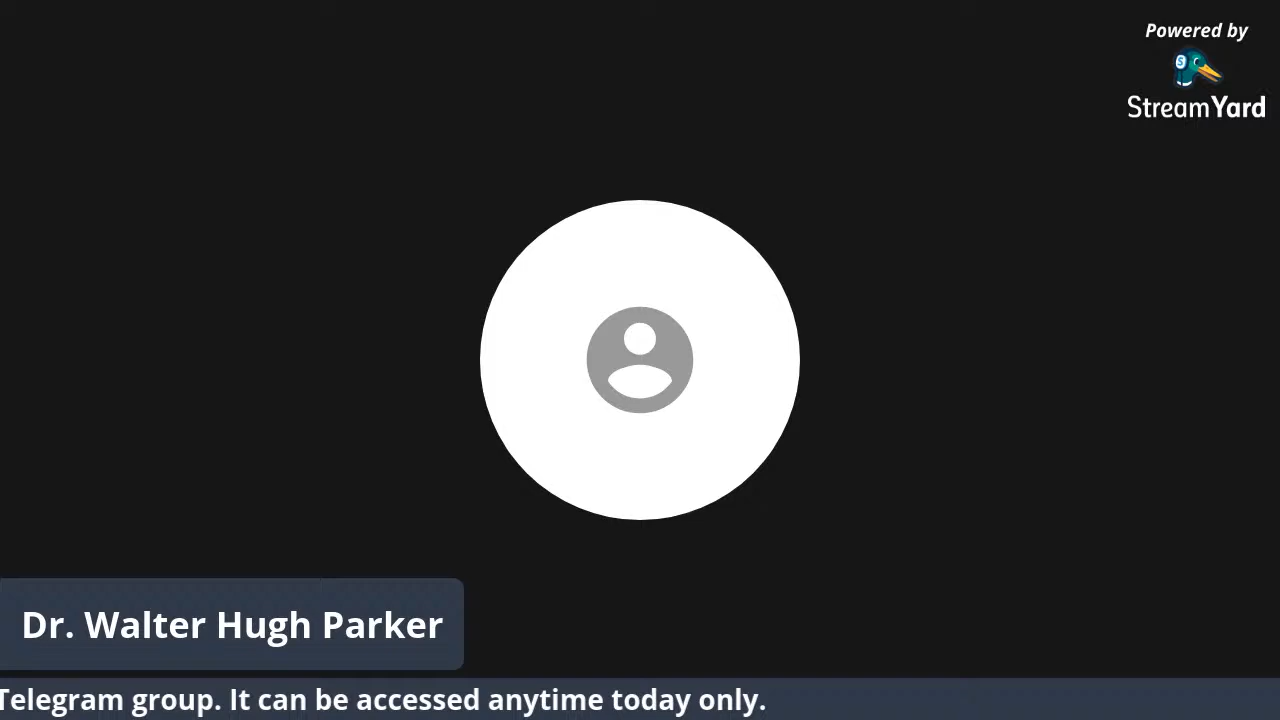 Powered by
S
StreamYard
Dr. Walter Hugh Parker
Telegram group. It can be accessed anytime today only.